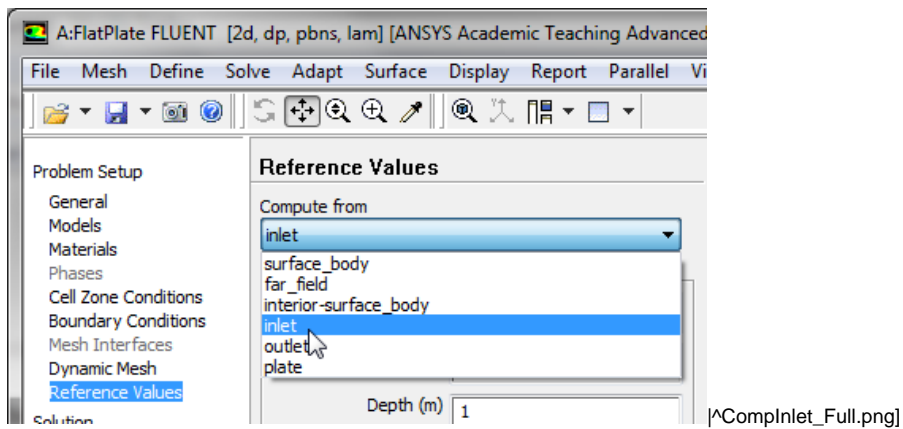 A:FlatPlate FLUENT [2d, dp, pbns, lam] [ANSYS Academic Teaching Advanced
File Mesh Define Solve Adapt Surface Display Report Parallel Vi
Problem Setup
General
Models
Materials
Phases
Cell Zone Conditions
Boundary Conditions
Mesh Interfaces
Dynamic Mesh
Reference Values
Solution
Reference Values
Compute from
inlet
surface_body
far_field
interior-surface_body
inlet
outlet
plate
Depth (m) 1
|^CompInlet_Full.png]